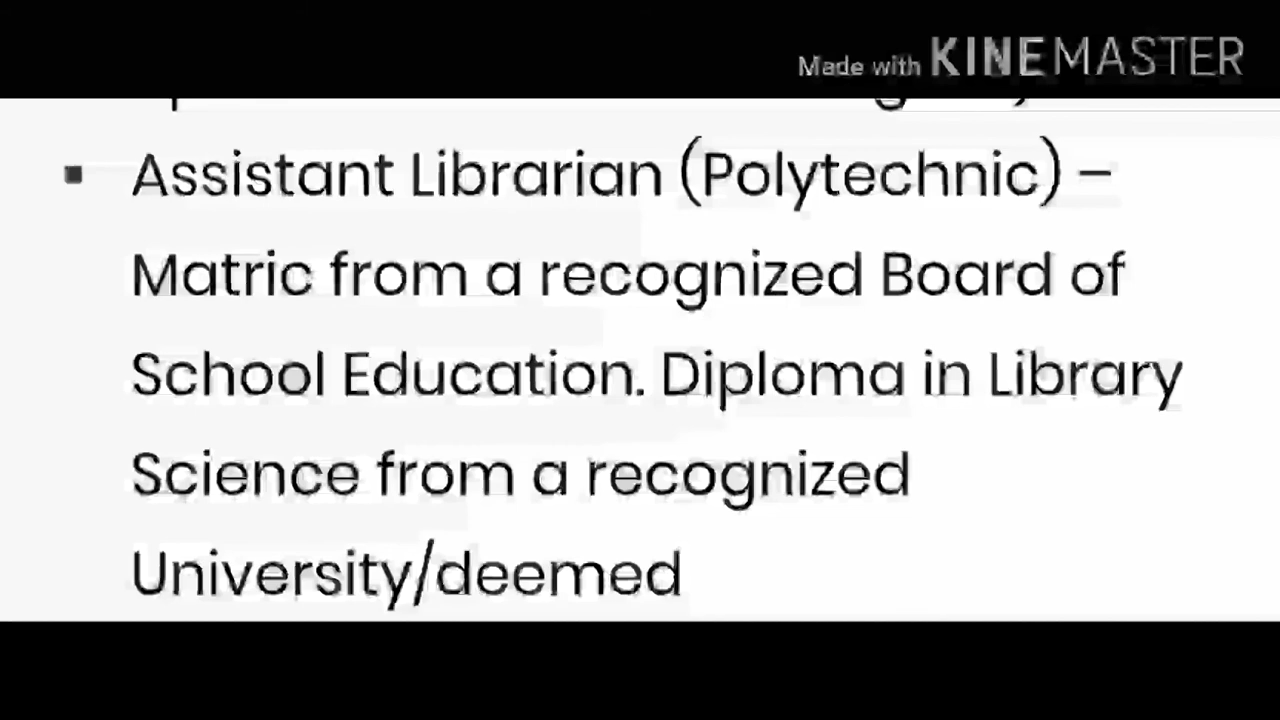 Made with KINEMASTER
Assistant Librarian (Polytechnic) –
Matric from a recognized Board of
School Education. Diploma in Library
Science from a recognized
University/deemed